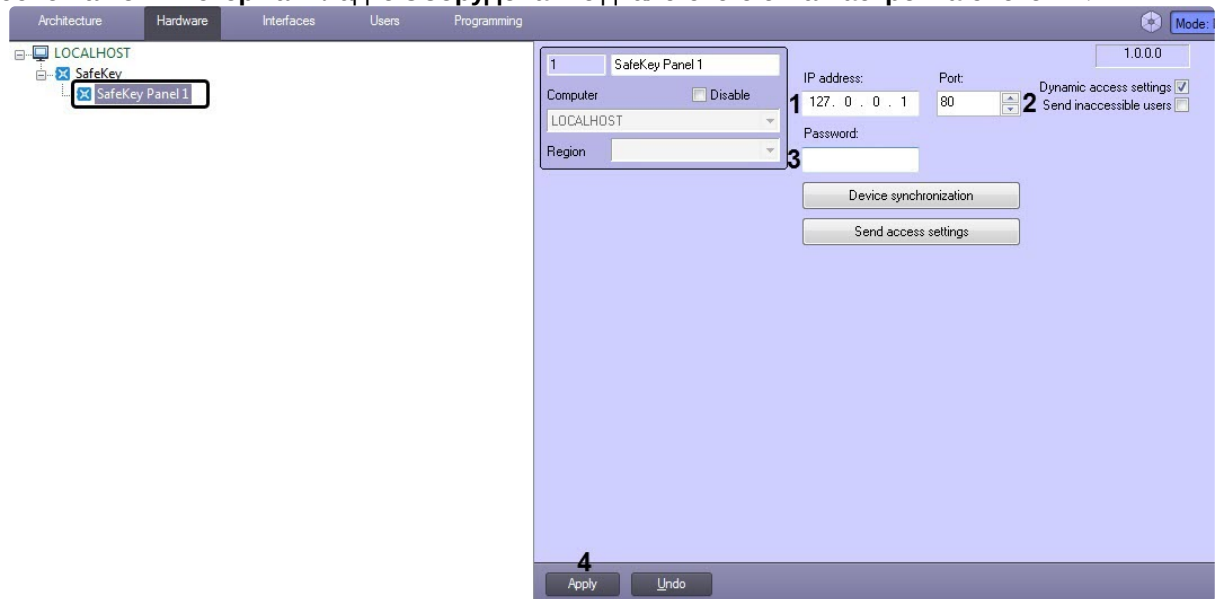 Architecture Hardware Interfaces Users Programming Mode:
LOCALHOST
SafeKey
SafeKey Panel 1
1 SafeKey Panel 1
Computer Disable
LOCALHOST
Region
1.0.0.0
IP address: Port:
1 127. 0 . 0 . 1 80
Dynamic access settings
2 Send inaccessible users
Password:
3
Device synchronization
Send access settings
4
Apply Undo